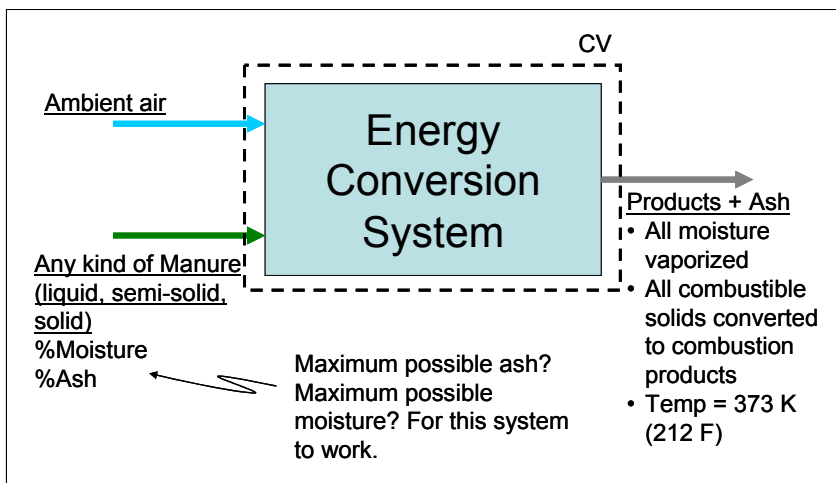 CV
Ambient air
Energy
Conversion
System
Any kind of Manure
(liquid, semi-solid,
solid)
%Moisture
%Ash
Maximum possible ash?
Maximum possible
moisture? For this system
to work.
Products + Ash
• All moisture
vaporized
• All combustible
solids converted
to combustion
products
• Temp = 373 K
(212 F)